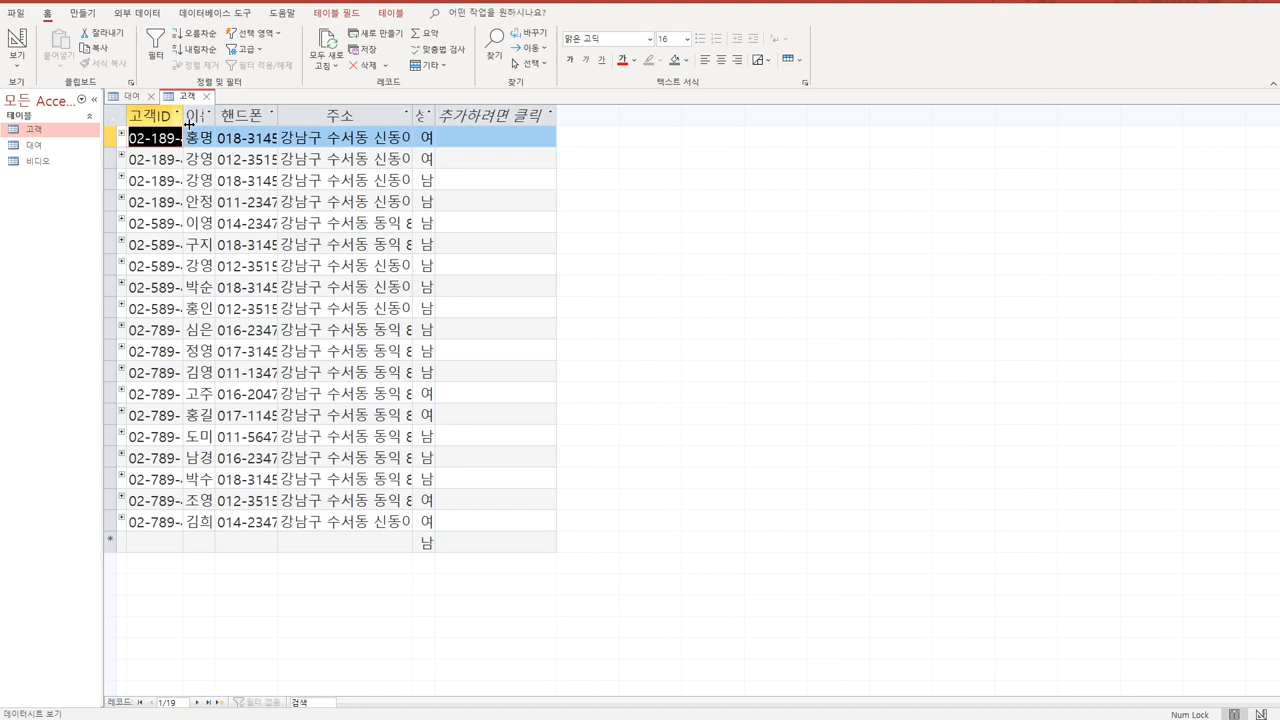 파일 홈 만들기 외부 데이터 데이터베이스 도구 도움말 테이블 필드 테이블 어떤 작업을 원하시나요?
보기 붙여넣기 잘라내기 복사 서식 복사
필터 오름차순 내림차순 정렬 제거 선택 영역 고급 필터 적용/해제
모두 새로 고침 새로 만들기 저장 삭제 요약 맞춤법 검사 기타
찾기 바꾸기 이동 선택
맑은 고딕 16
가 가 가 가
보기 클립보드 정렬 및 필터 레코드 찾기 텍스트 서식
모든 Acce...
테이블
고객
대여
비디오
대여 고객
고객ID 핸드폰 주소 추가하려면 클릭
02-189- 홍명 018-3145 강남구 수서동 신동아 여
02-189- 강영 012-3515 강남구 수서동 신동아 여
02-189- 강영 018-3145 강남구 수서동 신동아 남
02-189- 안정 011-2347 강남구 수서동 신동아 남
02-589- 이영 014-2347 강남구 수서동 동익 8 남
02-589- 구지 018-3145 강남구 수서동 동익 8 남
02-589- 강영 012-3515 강남구 수서동 신동아 남
02-589- 박순 018-3145 강남구 수서동 신동아 남
02-589- 홍인 012-3515 강남구 수서동 신동아 남
02-789- 심은 016-2347 강남구 수서동 동익 8 남
02-789- 정영 017-3145 강남구 수서동 동익 8 남
02-789- 김영 011-1347 강남구 수서동 동익 8 남
02-789- 고주 016-2047 강남구 수서동 동익 8 여
02-789- 홍길 017-1145 강남구 수서동 동익 8 여
02-789- 도미 011-5647 강남구 수서동 동익 8 남
02-789- 남경 016-2347 강남구 수서동 동익 8 남
02-789- 박수 018-3145 강남구 수서동 동익 8 남
02-789- 조영 012-3515 강남구 수서동 동익 8 여
02-789- 김희 014-2347 강남구 수서동 신동아 여
* 남
레코드: 1/19 필터 없음 검색
데이터시트 보기 Num Lock